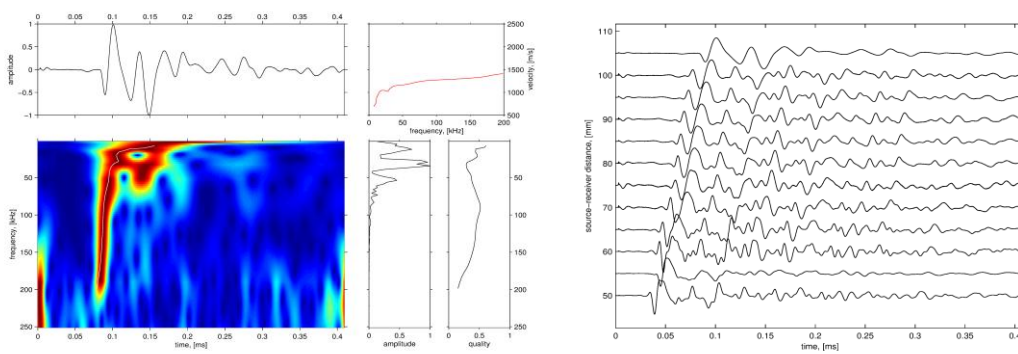 0 0.05 0.1 0.15 0.2 0.25 0.3 0.35 0.4
1
0.5
0
−0.5
−1
amplitude
2500
2000
1500
1000
500
velocity, [m/s]
0 50 100 150 200
frequency, [kHz]
50
100
150
200
250
frequency, [kHz]
0 0.05 0.1 0.15 0.2 0.25 0.3 0.35 0.4
time, [ms]
0 0.5 1
amplitude
0 0.5 1
quality
0
50
100
150
200
250
110
100
90
80
70
60
50
source−receiver distance, [mm]
0 0.05 0.1 0.15 0.2 0.25 0.3 0.35 0.4
time, [ms]